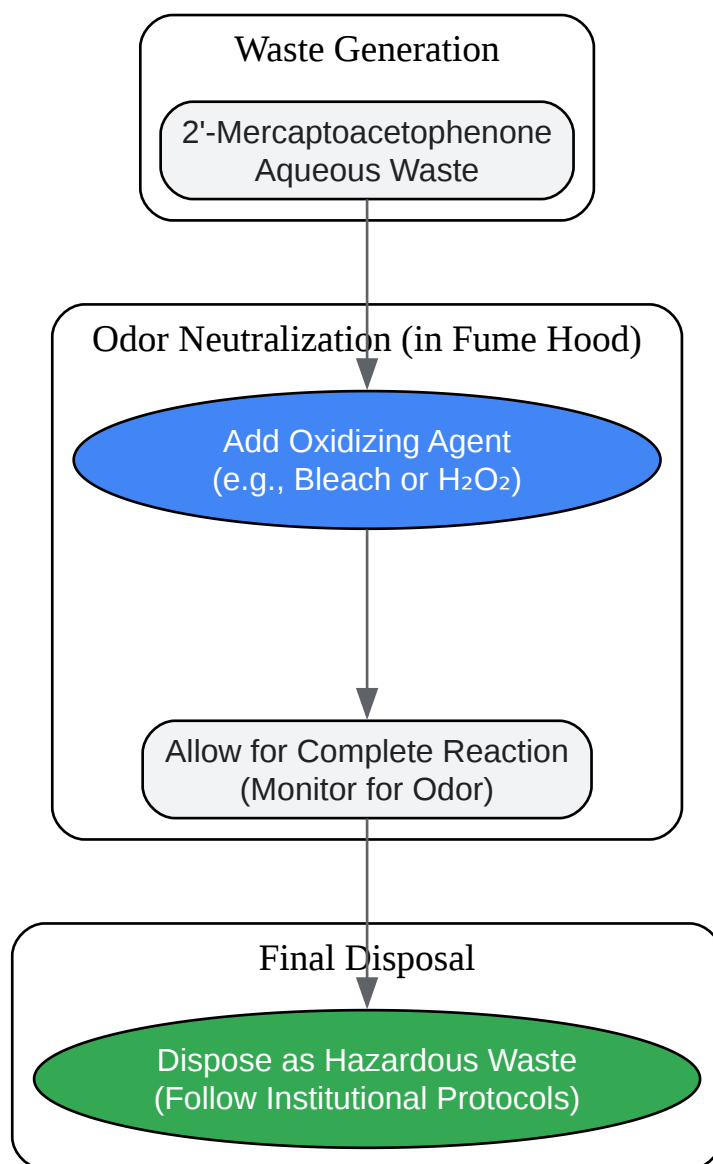 Waste Generation
2'-Mercaptoacetophenone
Aqueous Waste
Odor Neutralization (in Fume Hood)
Add Oxidizing Agent
(e.g., Bleach or H₂O₂)
Allow for Complete Reaction
(Monitor for Odor)
Final Disposal
Dispose as Hazardous Waste
(Follow Institutional Protocols)